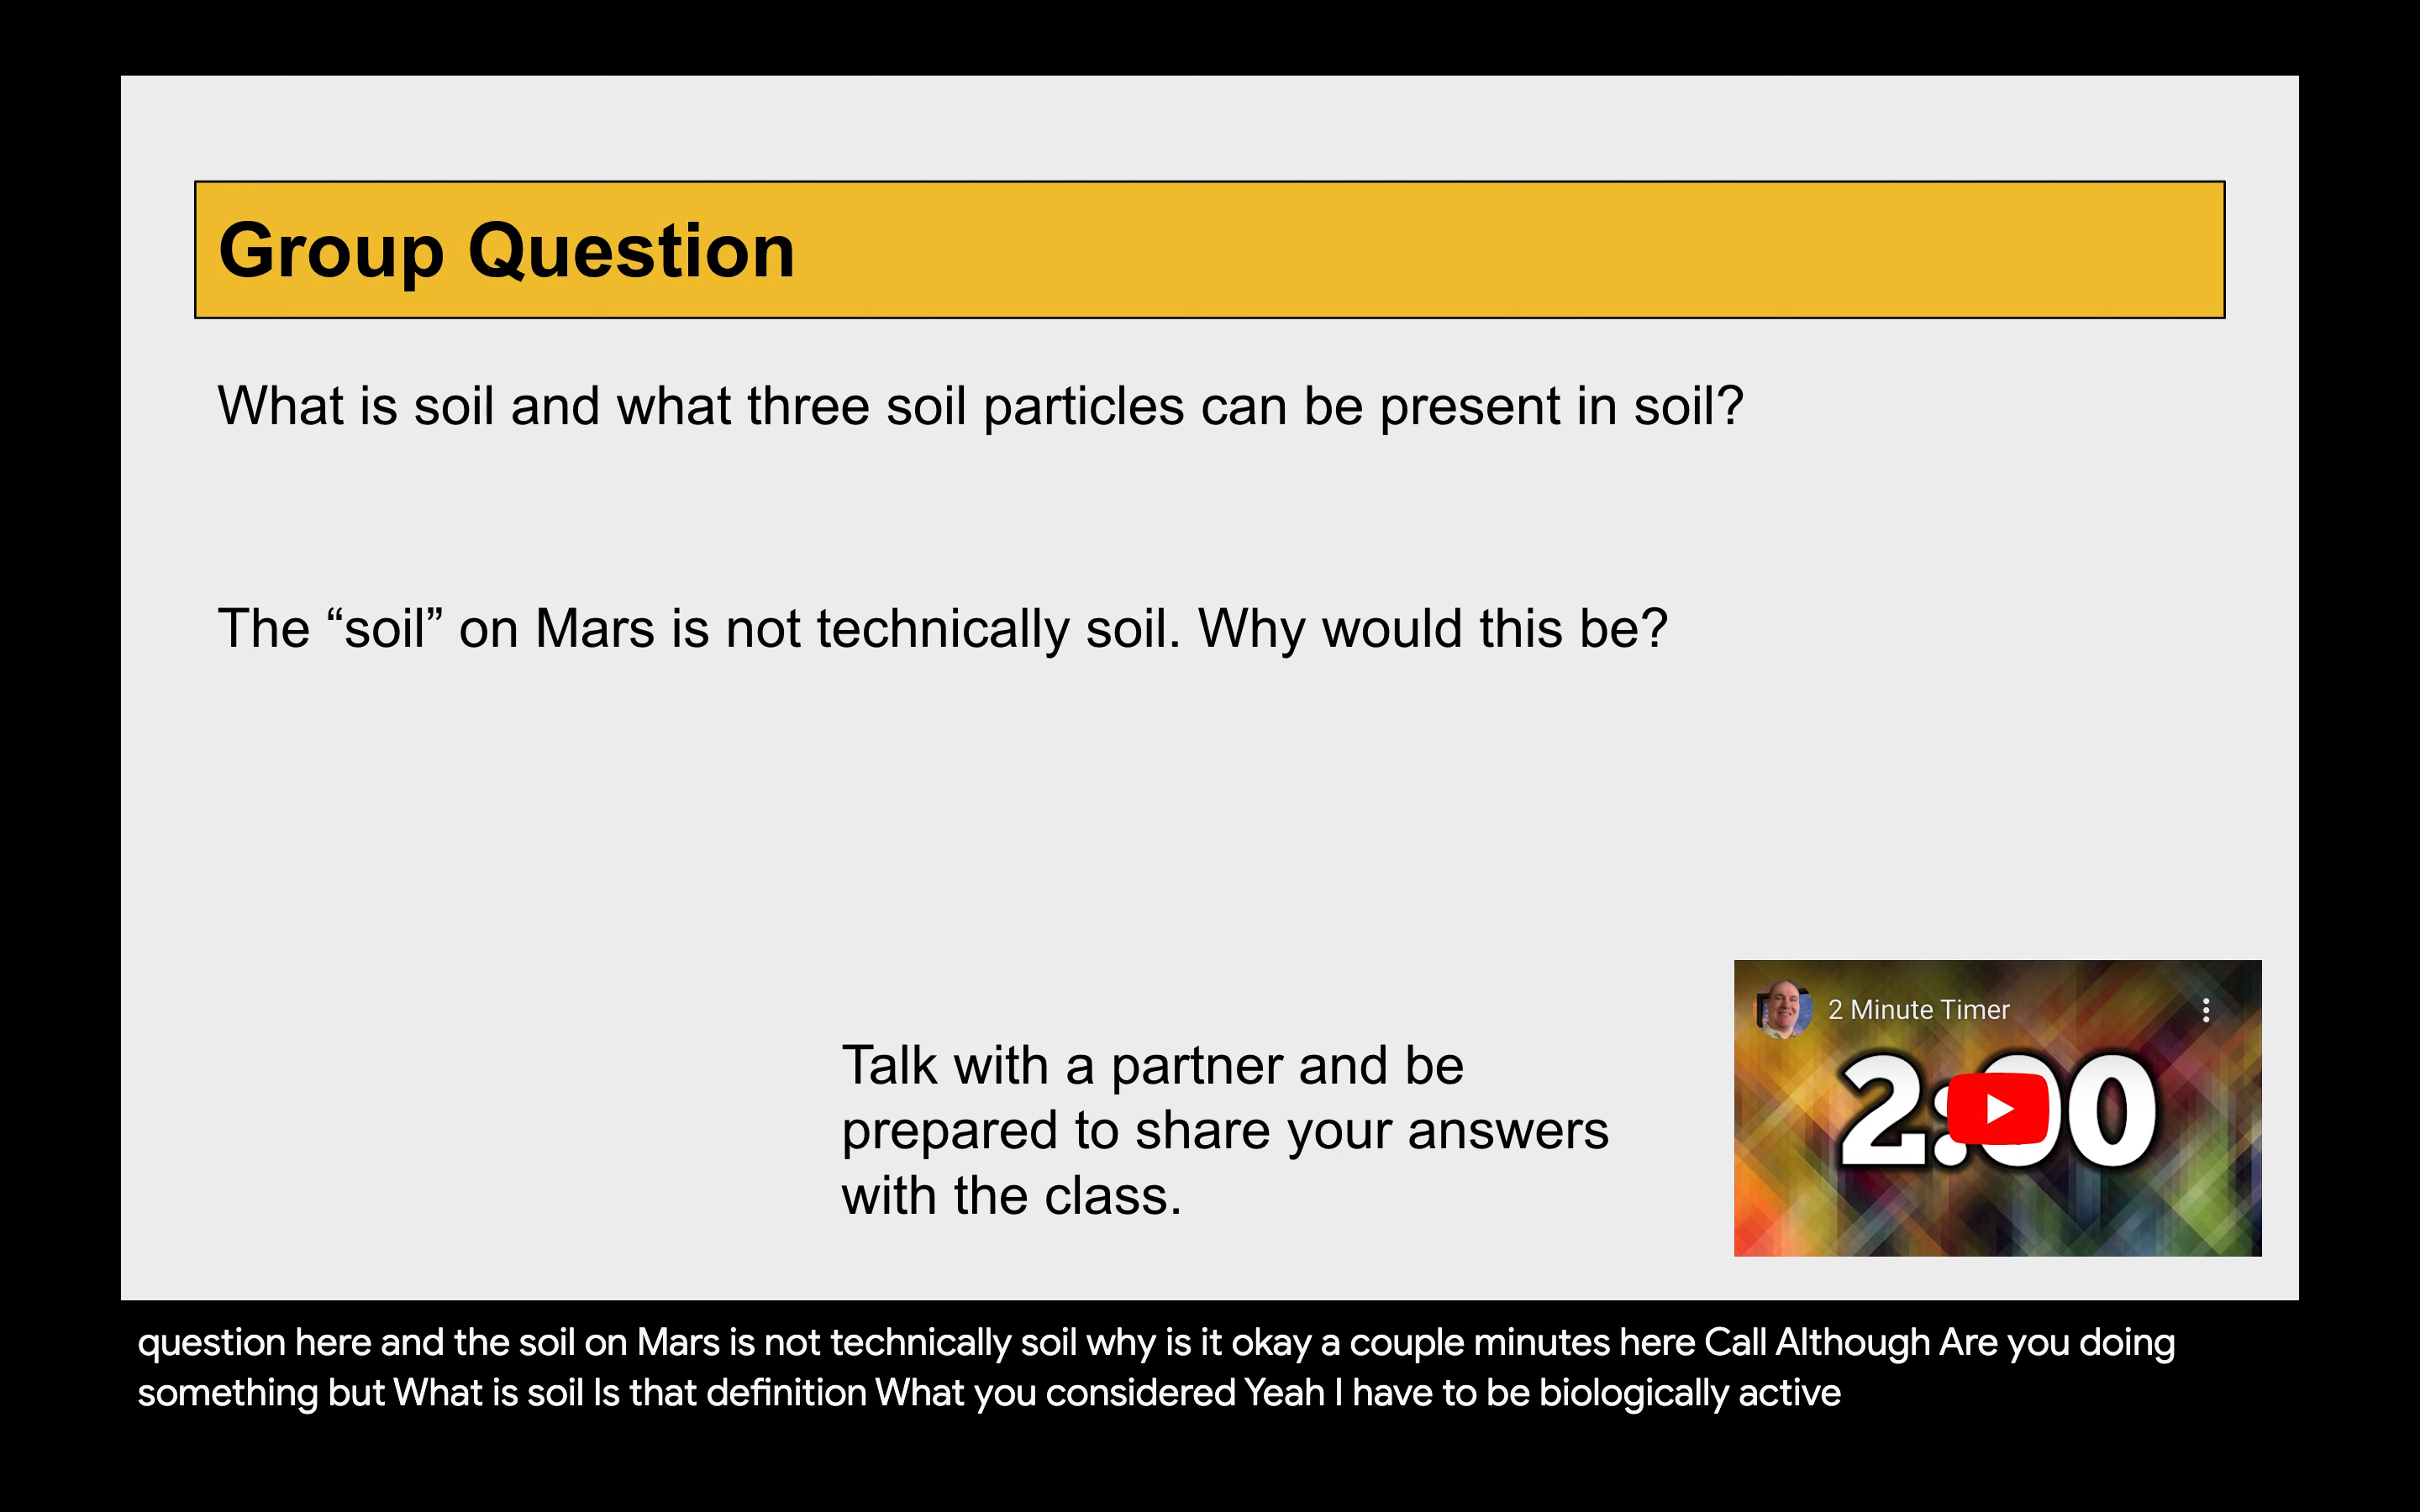 Group Question
What is soil and what three soil particles can be present in soil?
The “soil” on Mars is not technically soil. Why would this be?
Talk with a partner and be
prepared to share your answers
with the class.
2 Minute Timer
2:00
question here and the soil on Mars is not technically soil why is it okay a couple minutes here Call Although Are you doing
something but What is soil Is that definition What you considered Yeah I have to be biologically active